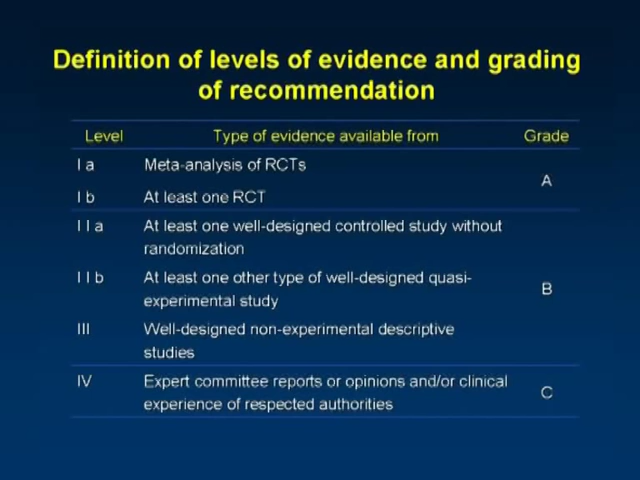 Definition of levels of evidence and grading
of recommendation
Level Type of evidence available from Grade
I a Meta-analysis of RCTs
A
I b At least one RCT
I I a At least one well-designed controlled study without
randomization
I I b At least one other type of well-designed quasi-
experimental study
B
III Well-designed non-experimental descriptive
studies
IV Expert committee reports or opinions and/or clinical
experience of respected authorities
C